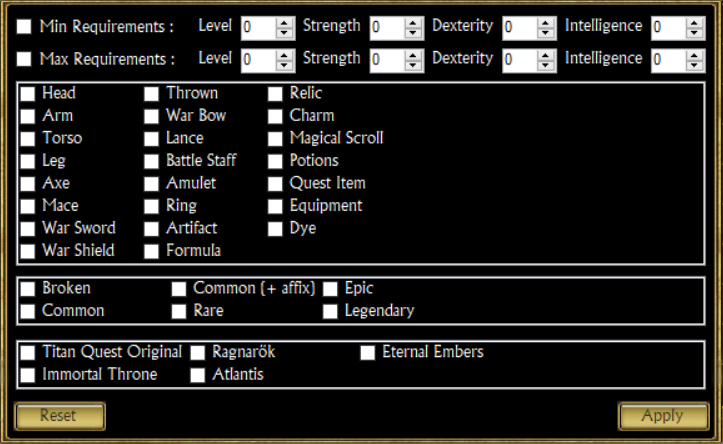 Min Requirements : Level 0 Strength 0 Dexterity 0 Intelligence 0
Max Requirements : Level 0 Strength 0 Dexterity 0 Intelligence 0
Head Thrown Relic
Arm War Bow Charm
Torso Lance Magical Scroll
Leg Battle Staff Potions
Axe Amulet Quest Item
Mace Ring Equipment
War Sword Artifact Dye
War Shield Formula
Broken Common (+ affix) Epic
Common Rare Legendary
Titan Quest Original Ragnarök Eternal Embers
Immortal Throne Atlantis
Reset Apply